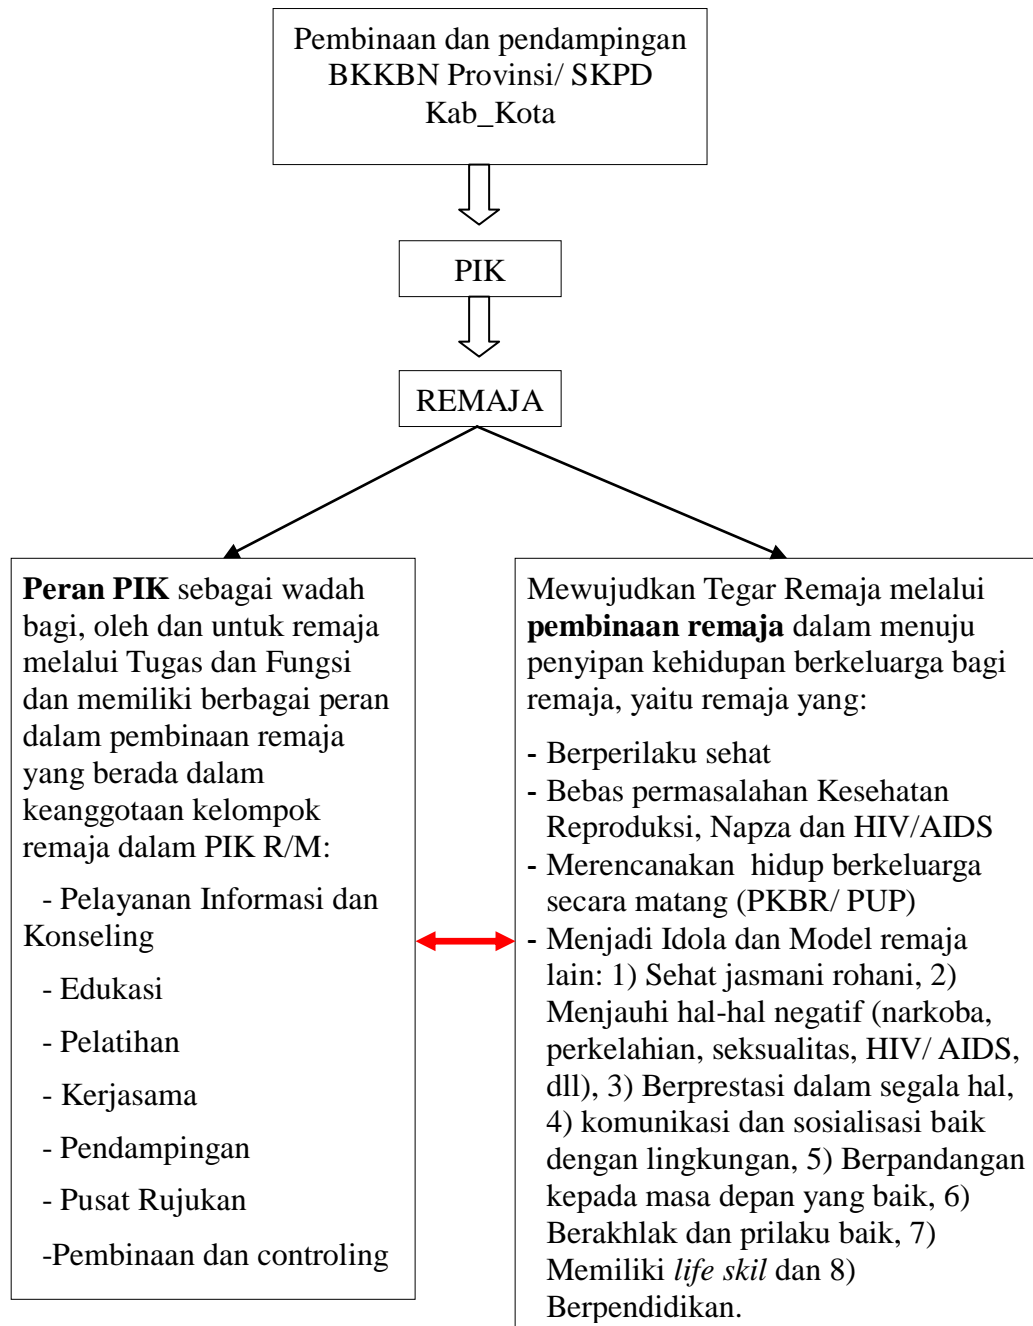 Pembinaan dan pendampingan
BKKBN Provinsi/ SKPD
Kab_Kota
PIK
REMAJA
Peran PIK sebagai wadah
bagi, oleh dan untuk remaja
melalui Tugas dan Fungsi
dan memiliki berbagai peran
dalam pembinaan remaja
yang berada dalam
keanggotaan kelompok
remaja dalam PIK R/M:
- Pelayanan Informasi dan
Konseling
- Edukasi
- Pelatihan
- Kerjasama
- Pendampingan
- Pusat Rujukan
-Pembinaan dan controling
Mewujudkan Tegar Remaja melalui
pembinaan remaja dalam menuju
penyipan kehidupan berkeluarga bagi
remaja, yaitu remaja yang:
- Berperilaku sehat
- Bebas permasalahan Kesehatan
Reproduksi, Napza dan HIV/AIDS
- Merencanakan hidup berkeluarga
secara matang (PKBR/ PUP)
- Menjadi Idola dan Model remaja
lain: 1) Sehat jasmani rohani, 2)
Menjauhi hal-hal negatif (narkoba,
perkelahian, seksualitas, HIV/ AIDS,
dll), 3) Berprestasi dalam segala hal,
4) komunikasi dan sosialisasi baik
dengan lingkungan, 5) Berpandangan
kepada masa depan yang baik, 6)
Berakhlak dan prilaku baik, 7)
Memiliki life skil dan 8)
Berpendidikan.